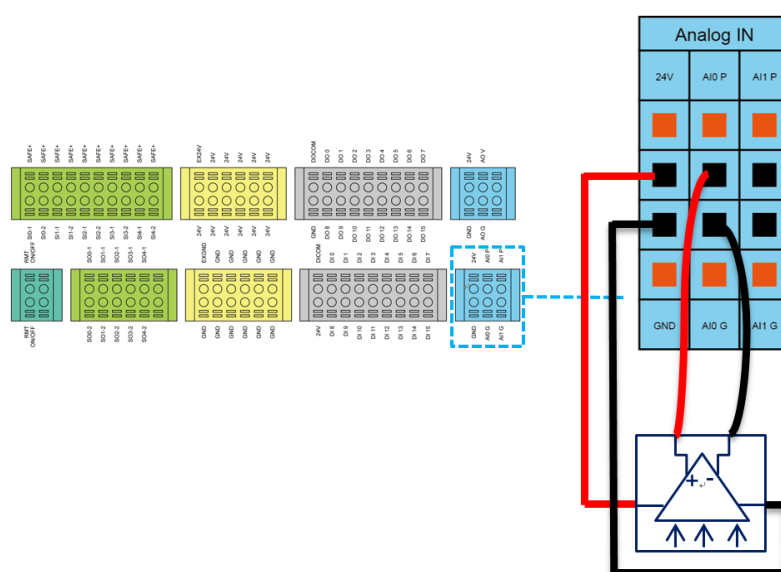 Analog IN
24V AI0 P AI1 P
GND AI0 G AI1 G
SAFE+ SAFE+ SAFE+ SAFE+ SAFE+ SAFE+ SAFE+ SAFE+ SAFE+ SAFE+
EX24V 24V 24V 24V 24V 24V
DOCOM DO 0 DO 1 DO 2 DO 3 DO 4 DO 5 DO 6 DO 7
24V AO V
SI0-1 SI0-2 SI1-1 SI1-2 SI2-1 SI2-2 SI3-1 SI3-2 SI4-1 SI4-2
24V 24V 24V 24V 24V 24V
GND DO 8 DO 9 DO 10 DO 11 DO 12 DO 13 DO 14 DO 15
GND AO G
RMT ON/OFF
SO0-1 SO1-1 SO2-1 SO3-1 SO4-1
EXGND GND GND GND GND GND
DICOM DI 0 DI 1 DI 2 DI 3 DI 4 DI 5 DI 6 DI 7
24V AI0 P AI1 P
RMT ON/OFF
SO0-2 SO1-2 SO2-2 SO3-2 SO4-2
GND GND GND GND GND GND
24V DI 8 DI 9 DI 10 DI 11 DI 12 DI 13 DI 14 DI 15
GND AI0 G AI1 G
+ -